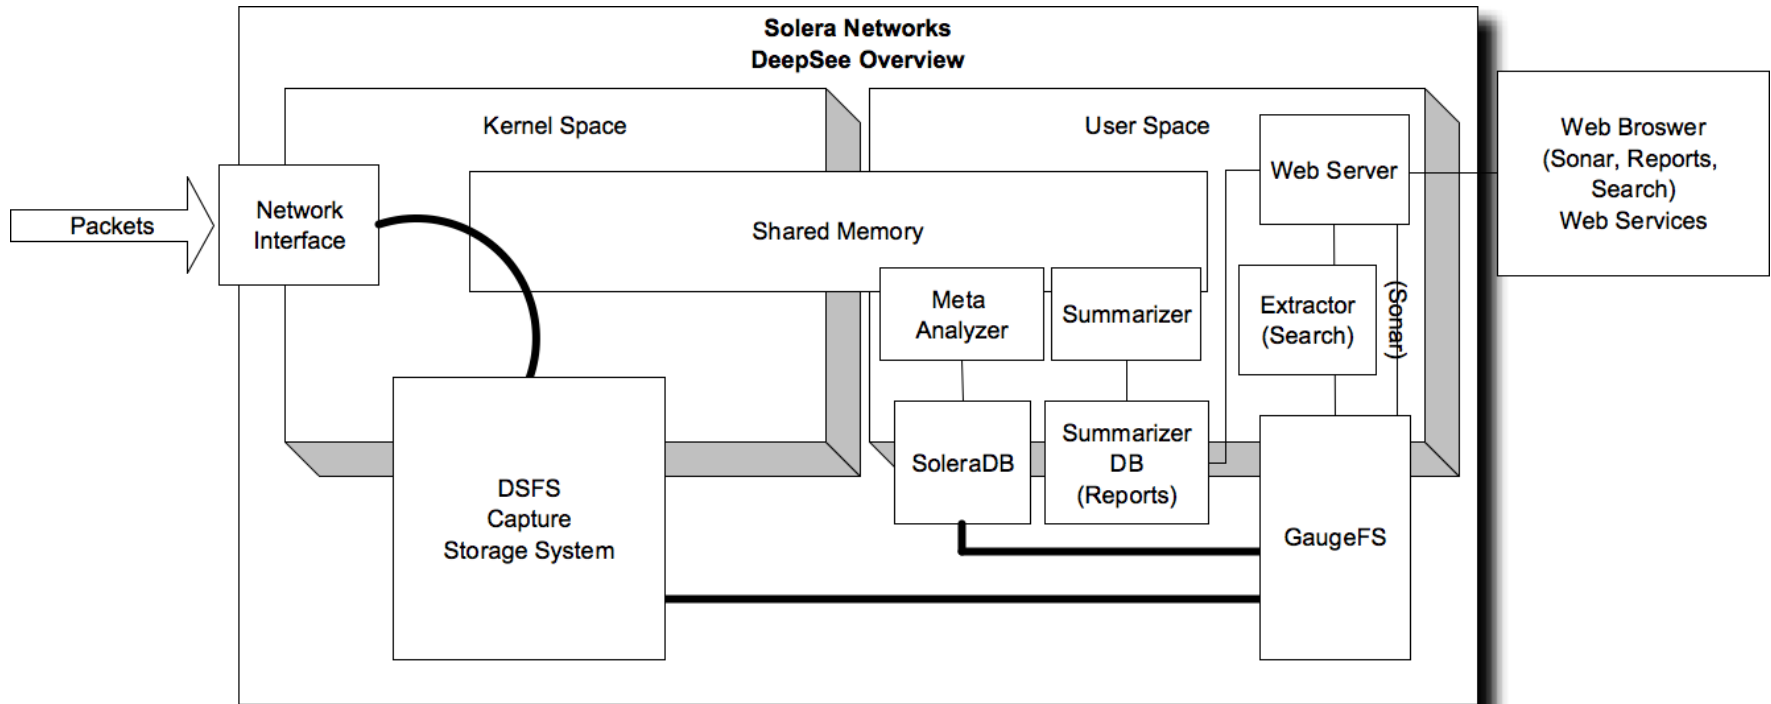 Solera Networks
DeepSee Overview
Kernel Space
User Space
Web Server
Web Broswer
(Sonar, Reports,
Search)
Web Services
Packets
Network
Interface
Shared Memory
Meta
Analyzer
Summarizer
Extractor
(Search)
(Sonar)
SoleraDB
Summarizer
DB
(Reports)
DSFS
Capture
Storage System
GaugeFS